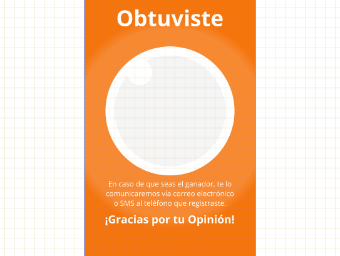 Obtuviste
En caso de que seas el ganador, te lo
comunicaremos vía correo electrónico
o SMS al teléfono que registraste.
¡Gracias por tu Opinión!